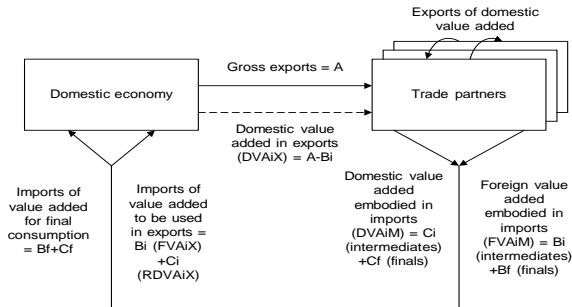 Exports of domestic
value added
Gross exports = A
Domestic economy
Trade partners
Domestic value
added in exports
(DVAiX) = A-Bi
Imports of
value added
for final
consumption
= Bf+Cf
Imports of
value added
to be used
in exports =
Bi (FVAiX)
+Ci
(RDVAiX)
Domestic value
added
embodied in
imports
(DVAiM) = Ci
(intermediates)
+Cf (finals)
Foreign value
added
embodied in
imports
(FVAiM) = Bi
(intermediates)
+Bf (finals)